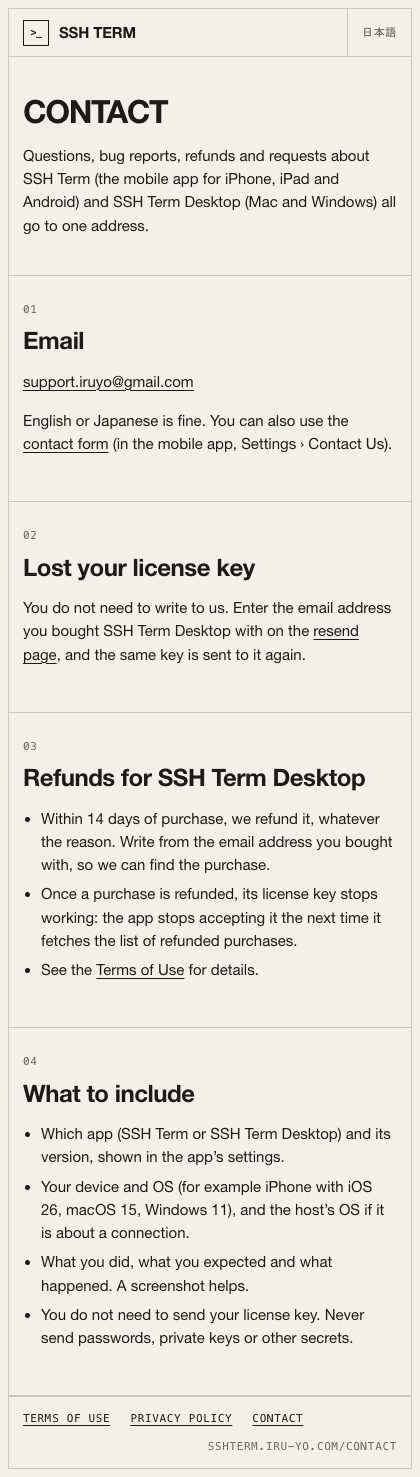 >_ SSH TERM
日本語
CONTACT
Questions, bug reports, refunds and requests about
SSH Term (the mobile app for iPhone, iPad and
Android) and SSH Term Desktop (Mac and Windows) all
go to one address.
01
Email
support.iruyo@gmail.com
English or Japanese is fine. You can also use the
contact form (in the mobile app, Settings › Contact Us).
02
Lost your license key
You do not need to write to us. Enter the email address
you bought SSH Term Desktop with on the resend
page, and the same key is sent to it again.
03
Refunds for SSH Term Desktop
• Within 14 days of purchase, we refund it, whatever
the reason. Write from the email address you bought
with, so we can find the purchase.
• Once a purchase is refunded, its license key stops
working: the app stops accepting it the next time it
fetches the list of refunded purchases.
• See the Terms of Use for details.
04
What to include
• Which app (SSH Term or SSH Term Desktop) and its
version, shown in the app’s settings.
• Your device and OS (for example iPhone with iOS
26, macOS 15, Windows 11), and the host’s OS if it
is about a connection.
• What you did, what you expected and what
happened. A screenshot helps.
• You do not need to send your license key. Never
send passwords, private keys or other secrets.
TERMS OF USE PRIVACY POLICY CONTACT
SSHTERM.IRU-YO.COM/CONTACT